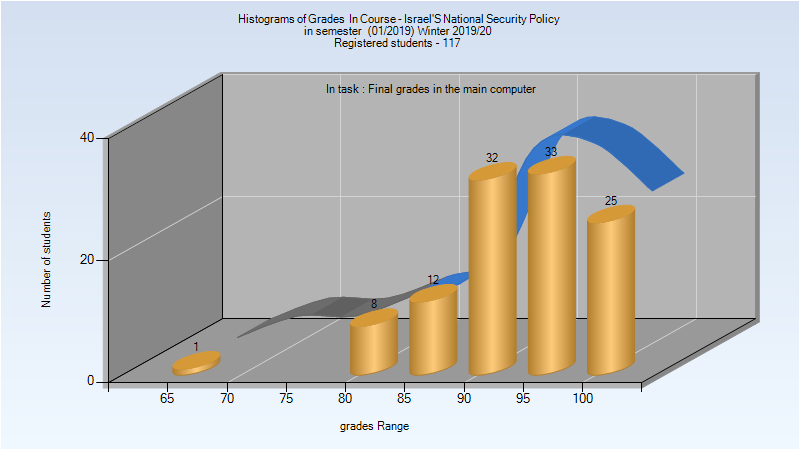 Histograms of Grades In Course - Israel'S National Security Policy
in semester (01/2019) Winter 2019/20
Registered students - 117
In task : Final grades in the main computer
40
20
0
Number of students
1
8
12
32
33
25
65 70 75 80 85 90 95 100
grades Range